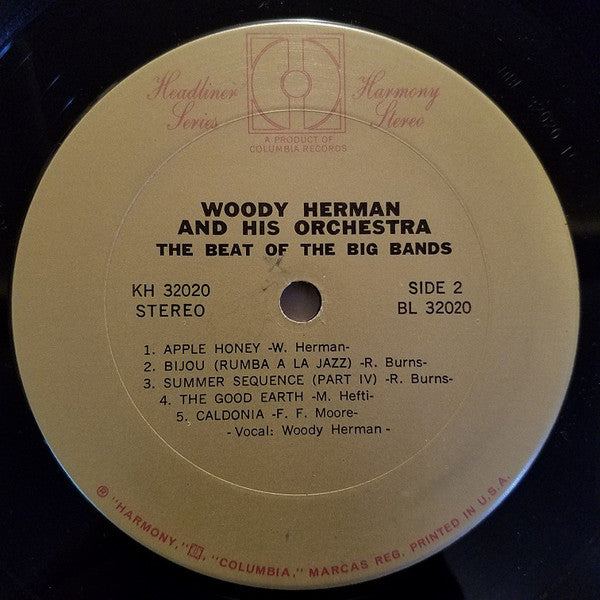 Headliner Harmony
Series Stereo
A PRODUCT OF
COLUMBIA RECORDS
WOODY HERMAN
AND HIS ORCHESTRA
THE BEAT OF THE BIG BANDS
KH 32020 SIDE 2
STEREO BL 32020
1. APPLE HONEY -W. Herman-
2. BIJOU (RUMBA A LA JAZZ) -R. Burns-
3. SUMMER SEQUENCE (PART IV) -R. Burns-
4. THE GOOD EARTH -M. Hefti-
5. CALDONIA -F. F. Moore-
-Vocal: Woody Herman-
Ⓡ "HARMONY," , "COLUMBIA," MARCAS REG. PRINTED IN U.S.A.